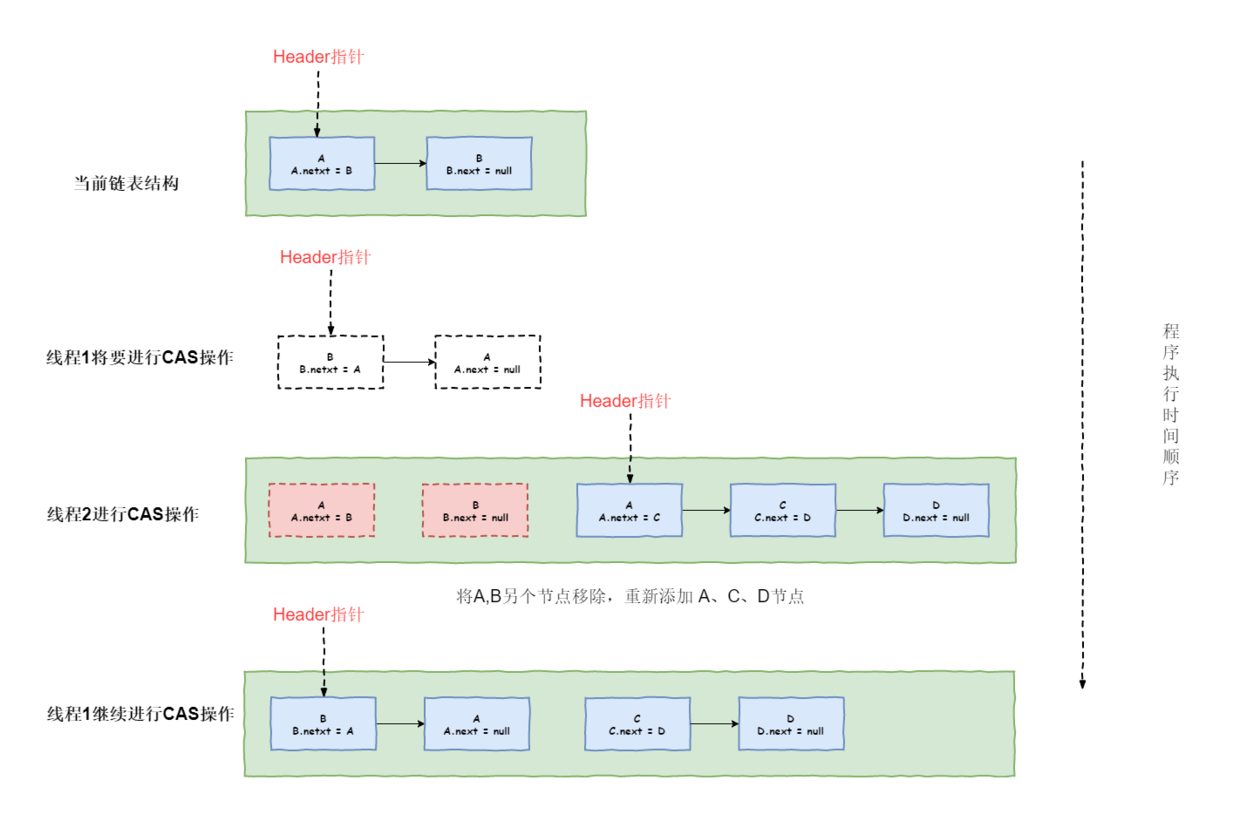 Header指针
A
A.netxt = B
B
B.next = null
当前链表结构
Header指针
线程1将要进行CAS操作
B
B.netxt = A
A
A.next = null
Header指针
线程2进行CAS操作
A
A.netxt = B
B
B.next = null
A
A.netxt = C
C
C.next = D
D
D.next = null
将A,B另个节点移除，重新添加 A、C、D节点
Header指针
线程1继续进行CAS操作
B
B.netxt = A
A
A.next = null
C
C.next = D
D
D.next = null
程
序
执
行
时
间
顺
序